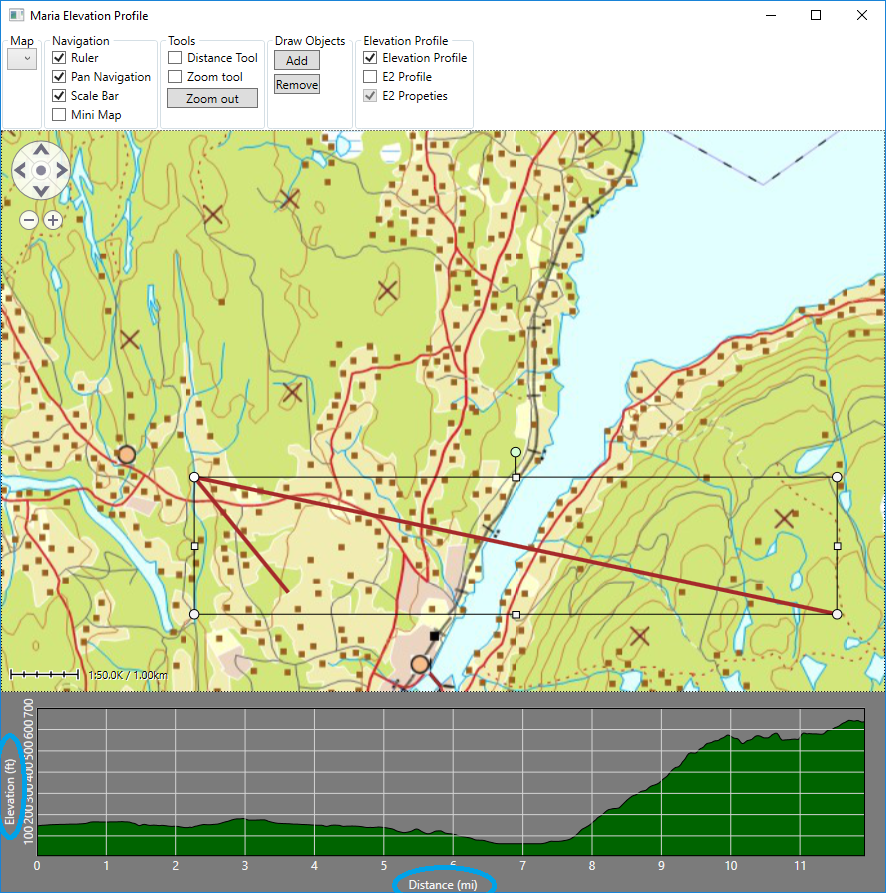 Maria Elevation Profile
Map Navigation Tools Draw Objects Elevation Profile
Ruler Distance Tool Add Elevation Profile
Pan Navigation Zoom tool Remove E2 Profile
Scale Bar Zoom out E2 Propeties
Mini Map
1:50.0K / 1.00km
Elevation (ft)
100 200 300 400 500 600 700
0 1 2 3 4 5 6 7 8 9 10 11
Distance (mi)